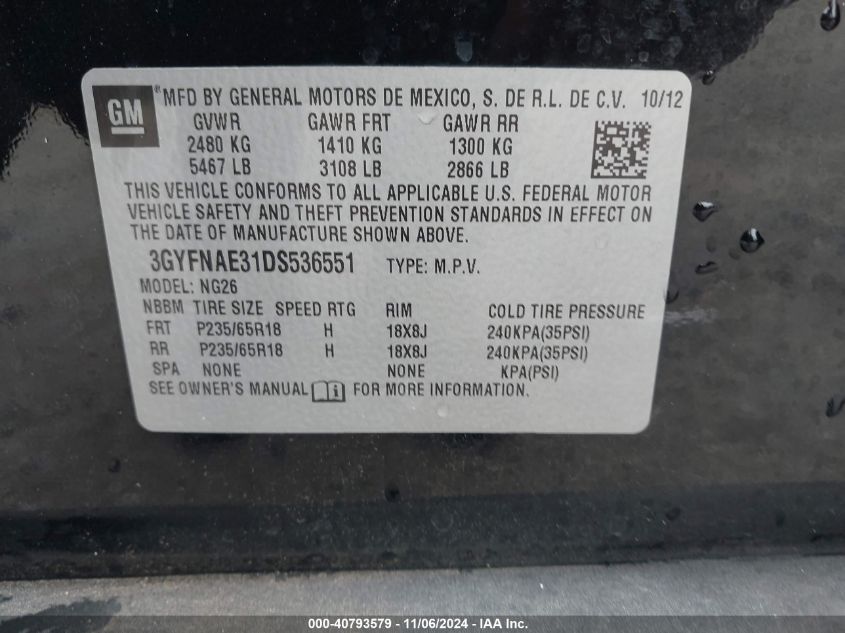 GM
® MFD BY GENERAL MOTORS DE MEXICO, S. DE R.L. DE C.V. 10/12
GVWR GAWR FRT GAWR RR
2480 KG 1410 KG 1300 KG
5467 LB 3108 LB 2866 LB
THIS VEHICLE CONFORMS TO ALL APPLICABLE U.S. FEDERAL MOTOR
VEHICLE SAFETY AND THEFT PREVENTION STANDARDS IN EFFECT ON
THE DATE OF MANUFACTURE SHOWN ABOVE.
3GYFNAE31DS536551 TYPE: M.P.V.
MODEL: NG26
NBBM TIRE SIZE SPEED RTG RIM COLD TIRE PRESSURE
FRT P235/65R18 H 18X8J 240KPA(35PSI)
RR P235/65R18 H 18X8J 240KPA(35PSI)
SPA NONE NONE KPA(PSI)
SEE OWNER'S MANUAL i FOR MORE INFORMATION.
000-40793579 - 11/06/2024 - IAA Inc.